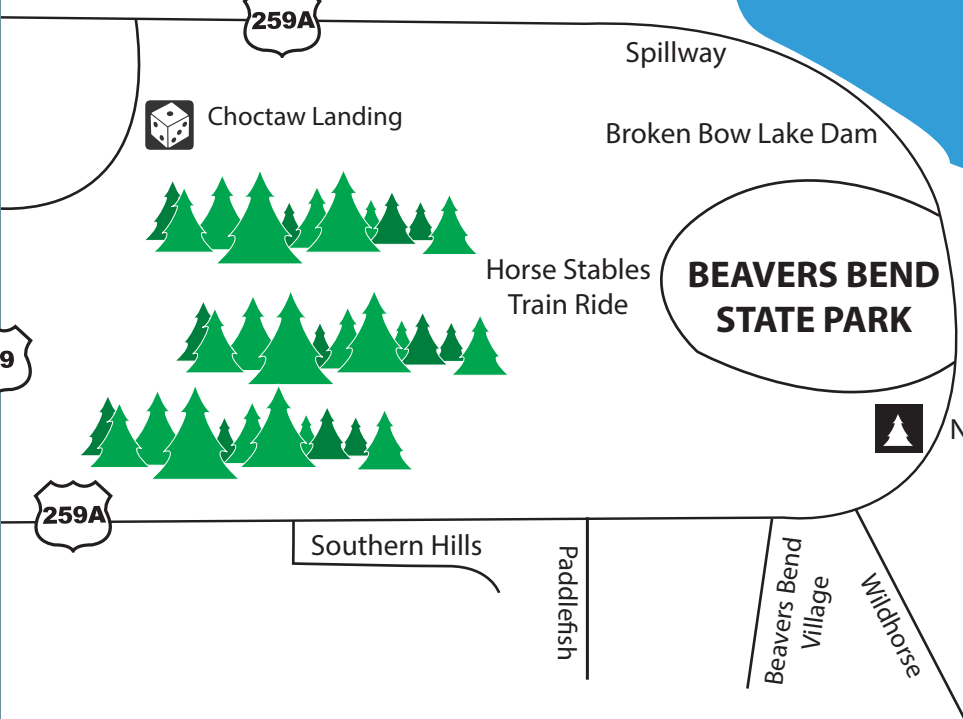 259A
Spillway
Choctaw Landing
Broken Bow Lake Dam
Horse Stables
Train Ride
BEAVERS BEND
STATE PARK
9
N
259A
Southern Hills
Paddlefish
Beavers Bend
Village
Wildhorse